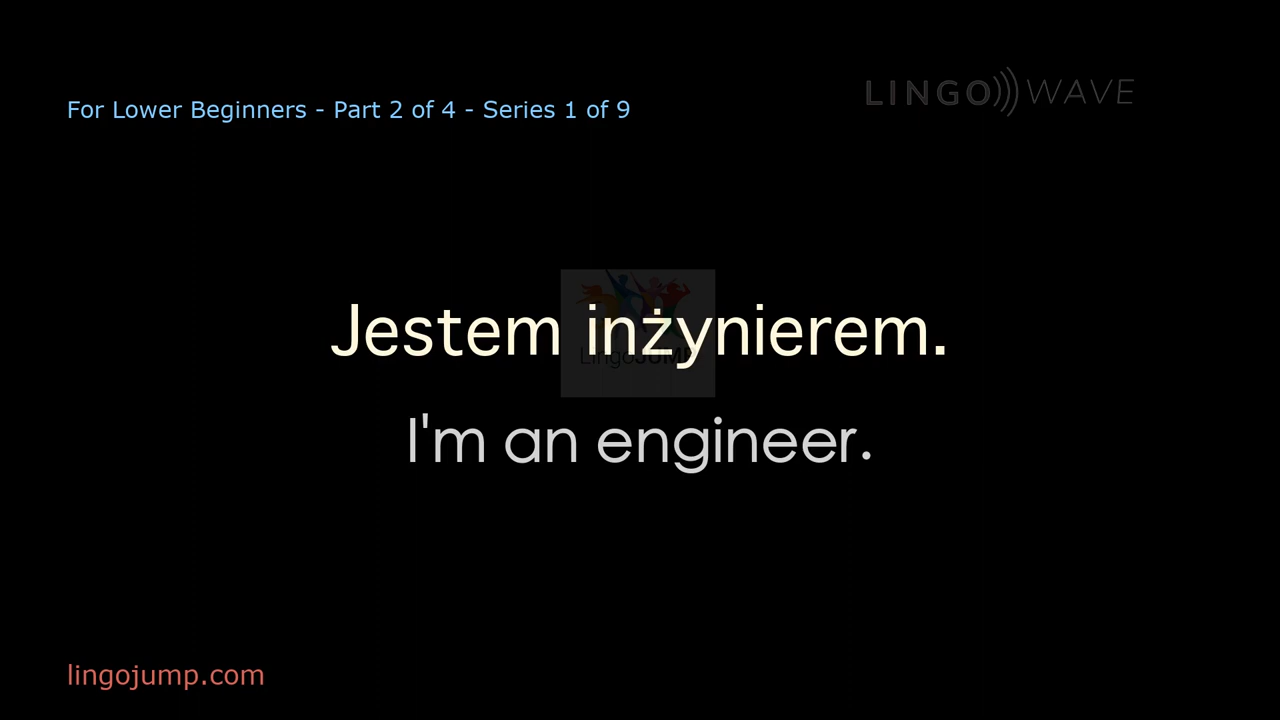 For Lower Beginners - Part 2 of 4 - Series 1 of 9
LINGO WAVE
Jestem inżynierem.
LingoJUMP
I'm an engineer.
lingojump.com